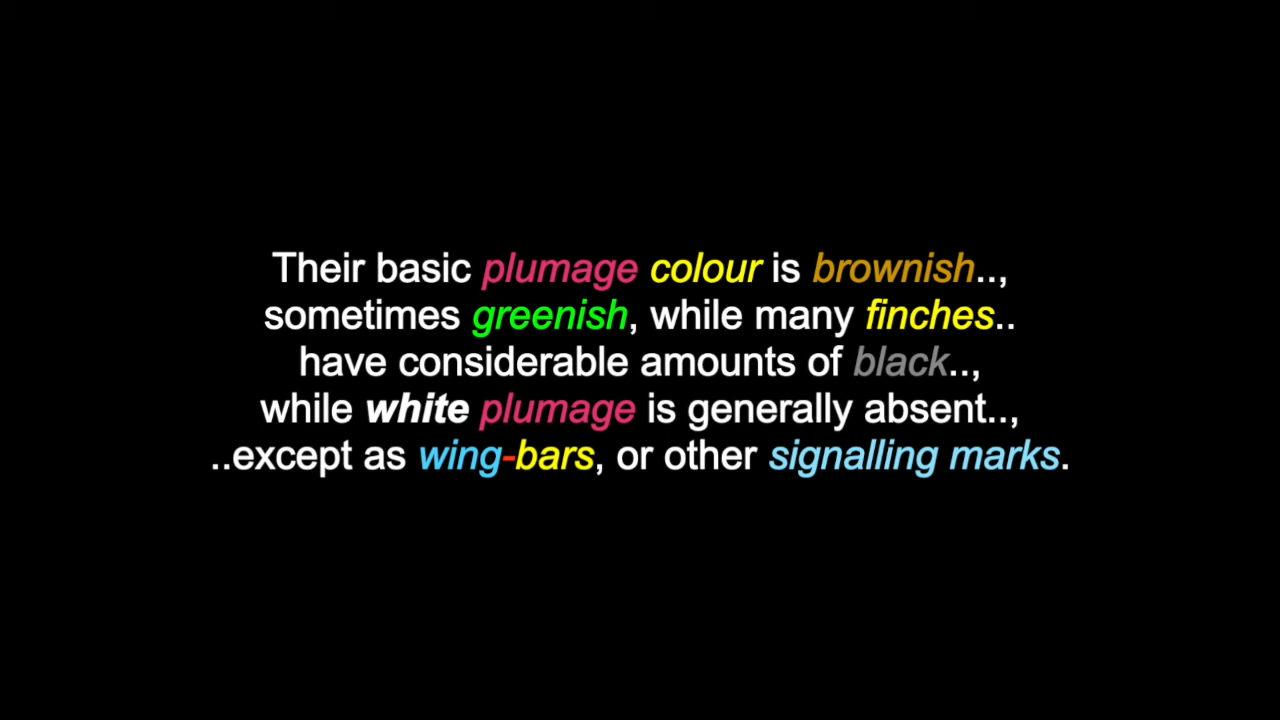 Their basic plumage colour is brownish..,
sometimes greenish, while many finches..
have considerable amounts of black..,
while white plumage is generally absent..,
..except as wing-bars, or other signalling marks.